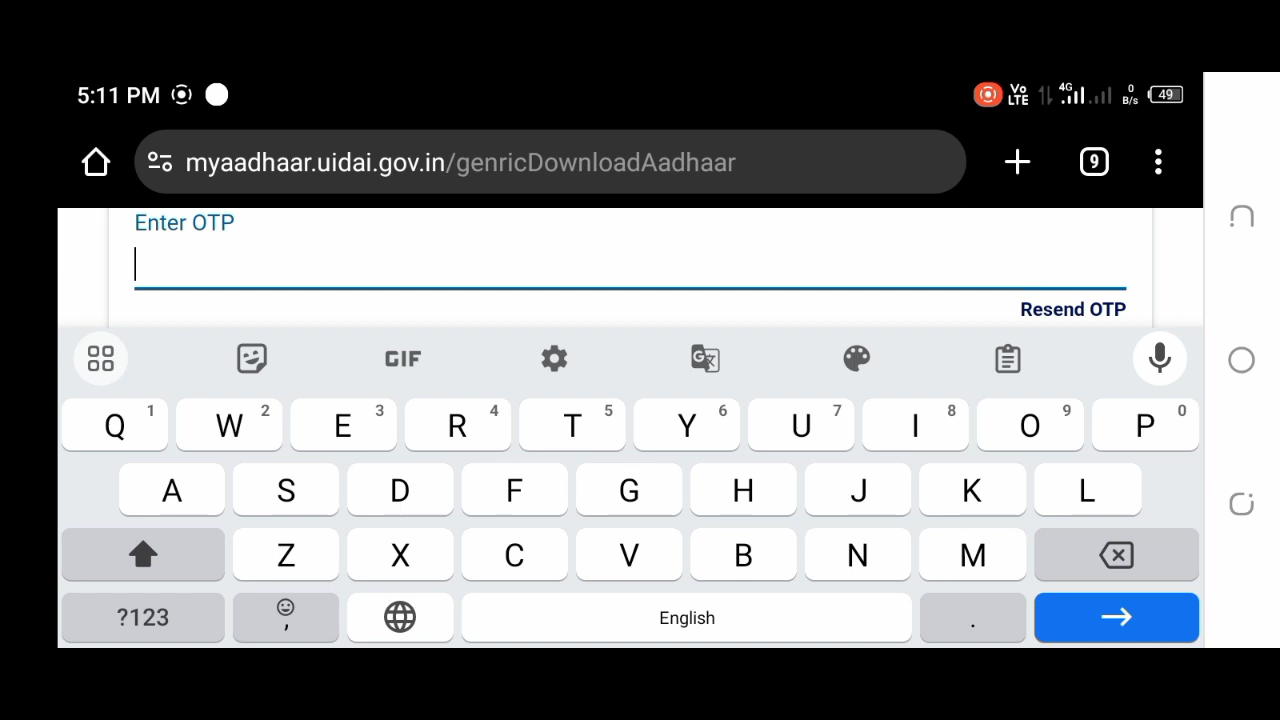 5:11 PM
Vo LTE 4G 0 B/s 49
myaadhaar.uidai.gov.in/genricDownloadAadhaar
9
Enter OTP
Resend OTP
GIF
Q 1 W 2 E 3 R 4 T 5 Y 6 U 7 I 8 O 9 P 0
A S D F G H J K L
Z X C V B N M
?123 , English .